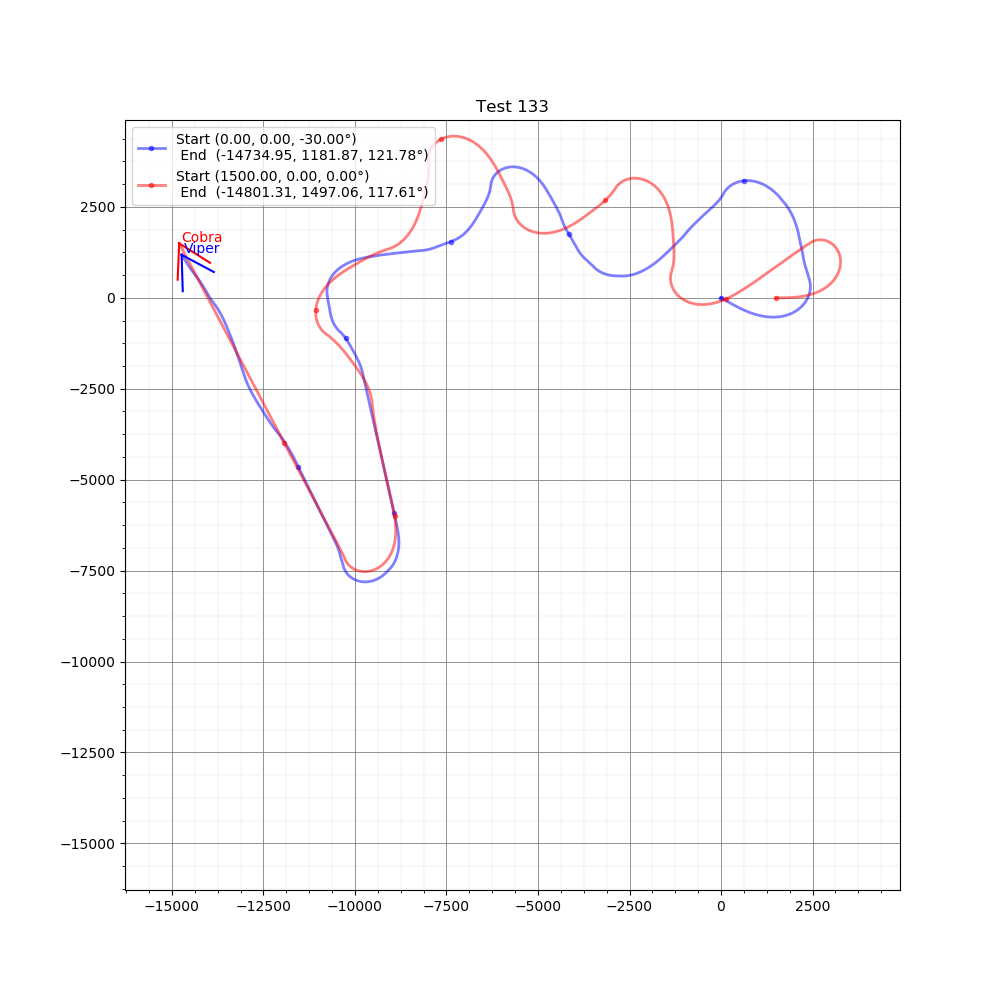 Test 133
Start (0.00, 0.00, -30.00°)
End (-14734.95, 1181.87, 121.78°)
Start (1500.00, 0.00, 0.00°)
End (-14801.31, 1497.06, 117.61°)
Cobra
Viper
2500
0
−2500
−5000
−7500
−10000
−12500
−15000
−15000 −12500 −10000 −7500 −5000 −2500 0 2500